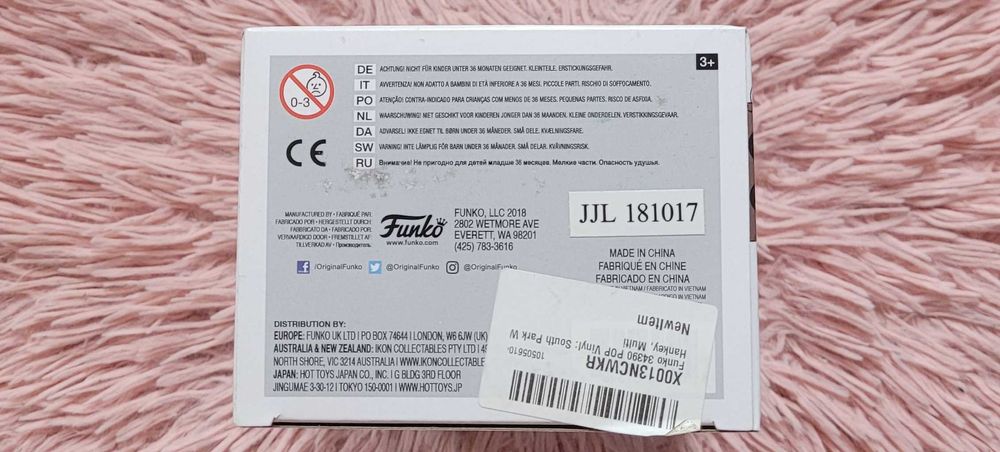 3+
0-3
DE ACHTUNG! NICHT FÜR KINDER UNTER 36 MONATEN GEEIGNET. KLEINTEILE. ERSTICKUNGSGEFAHR.
IT AVVERTENZA! NON ADATTO A BAMBINI DI ETÀ INFERIORE A 36 MESI. PICCOLE PARTI. RISCHIO DI SOFFOCAMENTO.
PO ATENÇÃO! CONTRA-INDICADO PARA CRIANÇAS COM MENOS DE 36 MESES. PEQUENAS PARTES. RISCO DE ASFIXIA.
NL WAARSCHUWING! NIET GESCHIKT VOOR KINDEREN JONGER DAN 36 MAANDEN. KLEINE ONDERDELEN. VERSTIKKINGSGEVAAR.
DA ADVARSEL! IKKE EGNET TIL BØRN UNDER 36 MÅNEDER. SMÅ DELE. KVÆLNINGSFARE.
SW VARNING! INTE LÄMPLIG FÖR BARN UNDER 36 MÅNADER. SMÅ DELAR. KVÄVNINGSRISK.
RU Внимание! Не пригодно для детей младше 36 месяцев. Мелкие части. Опасность удушья.
CE
MANUFACTURED BY • FABRIQUÉ PAR
FABRICADO POR • HERGESTELLT DURCH
FABBRICATO DA • FABRICADO POR
VERVAARDIGD DOOR • FREMSTILLET AF
TILLVERKAD AV • Производитель
Funko
www.funko.com
FUNKO, LLC 2018
2802 WETMORE AVE
EVERETT, WA 98201
(425) 783-3616
JJL 181017
MADE IN CHINA
FABRIQUÉ EN CHINE
FABRICADO EN CHINA
/OriginalFunko @OriginalFunko @OriginalFunko
DISTRIBUTION BY:
EUROPE: FUNKO UK LTD | PO BOX 74644 | LONDON, W6 6JW (UK)
AUSTRALIA & NEW ZEALAND: IKON COLLECTABLES PTY LTD
NORTH SHORE, VIC 3214 AUSTRALIA | WWW.IKONCOLLECTABLE
JAPAN: HOT TOYS JAPAN CO., INC. | G BLDG 3RD FLOOR
JINGUMAE 3-30-12 | TOKYO 150-0001 | WWW.HOTTOYS.JP
X0013NCWKR
Funko 34390 POP Vinyl: South Park W
Hankey, Multi
NewItem
10505610-